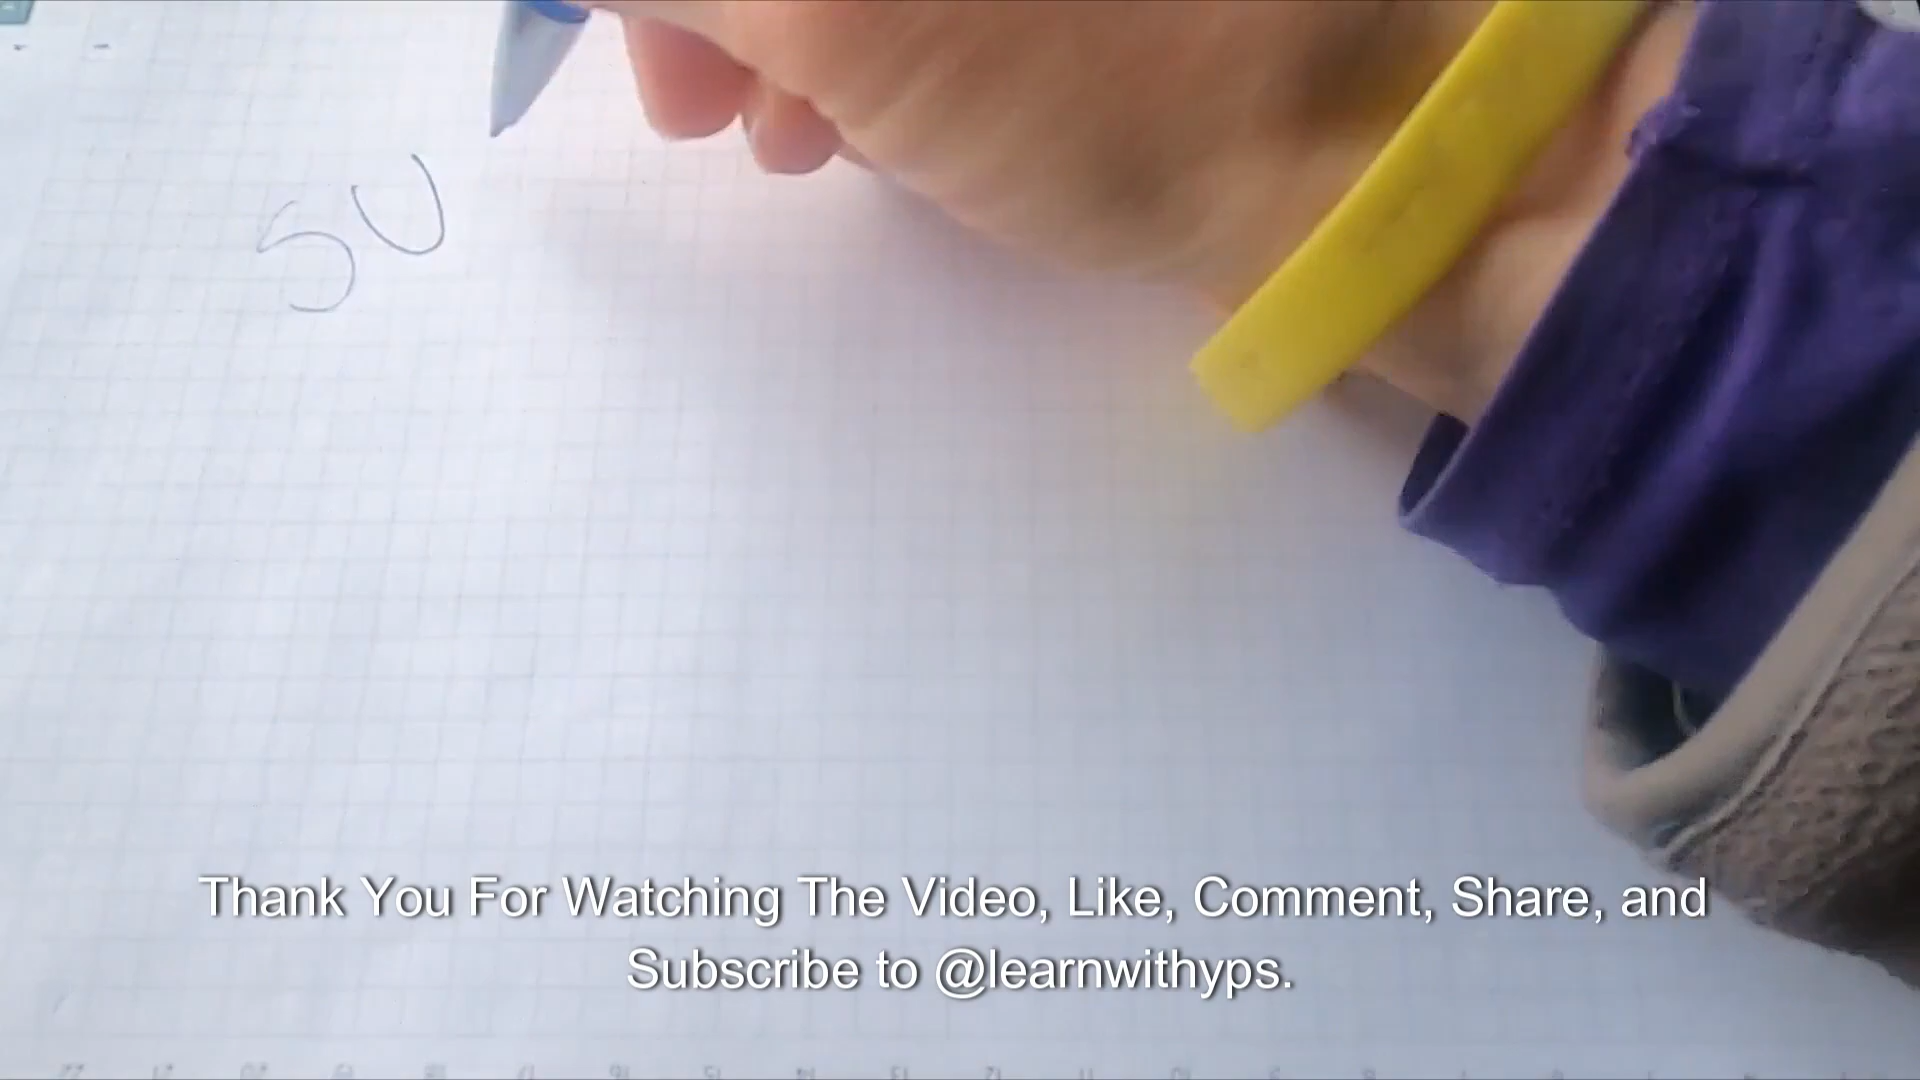 SU
Thank You For Watching The Video, Like, Comment, Share, and
Subscribe to @learnwithyps.